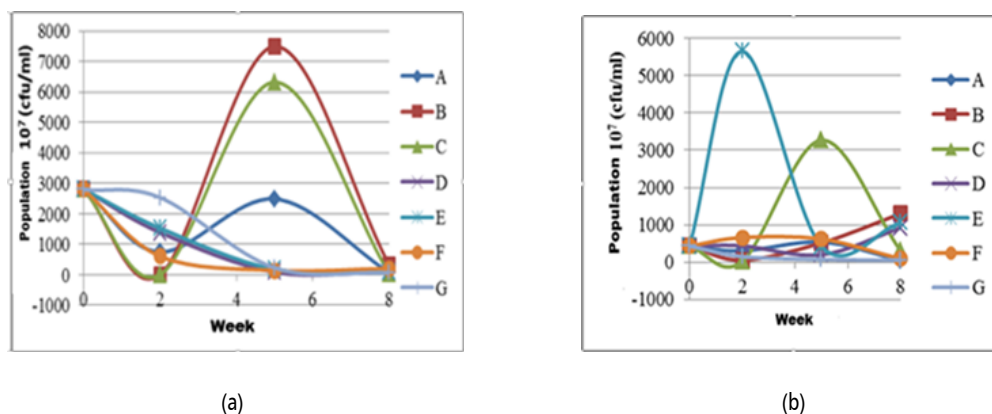 Population 10⁷ (cfu/ml)
8000
7000
6000
5000
4000
3000
2000
1000
0
-1000
0 2 4 6 8
Week
A
B
C
D
E
F
G
(a)
Population 10⁷ (cfu/ml)
6000
5000
4000
3000
2000
1000
0
-1000
0 2 4 6 8
Week
A
B
C
D
E
F
G
(b)